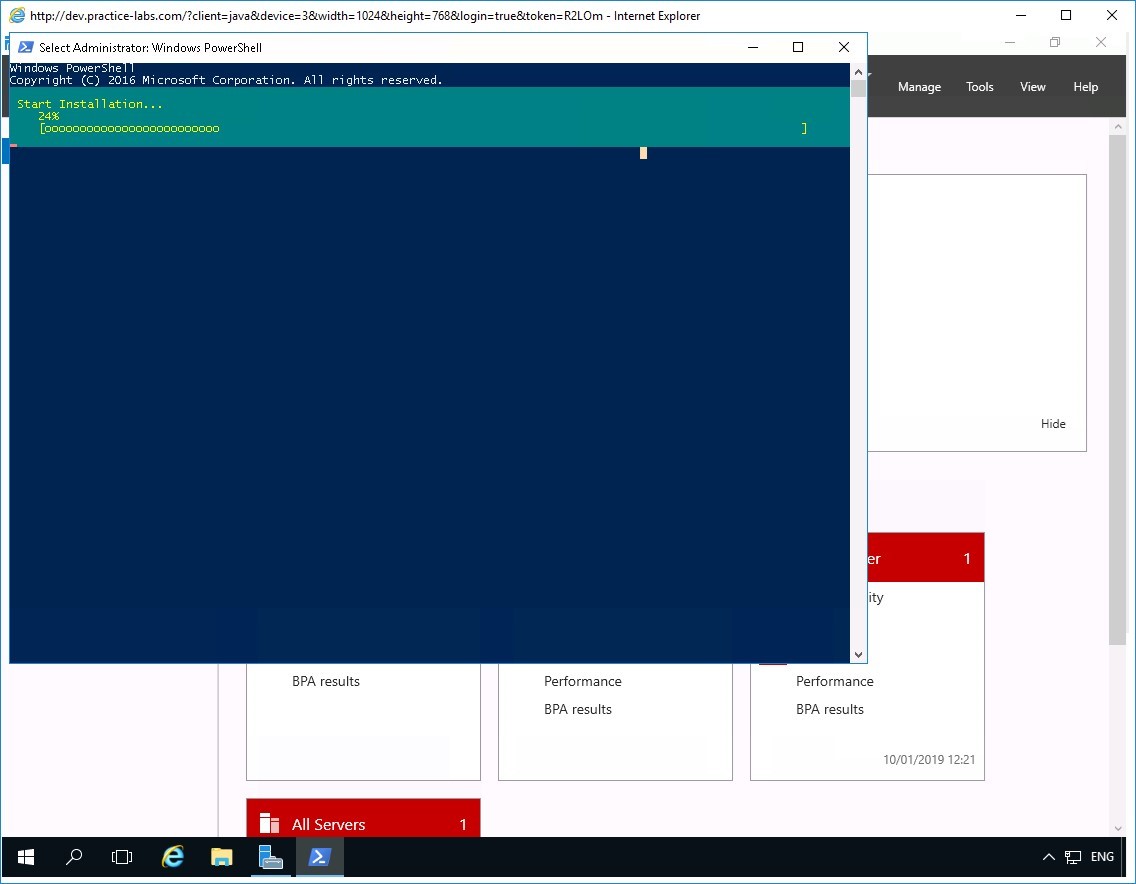 http://dev.practice-labs.com/?client=java&device=3&width=1024&height=768&login=true&token=R2LOm - Internet Explorer
Select Administrator: Windows PowerShell
Manage Tools View Help
Windows PowerShell
Copyright (C) 2016 Microsoft Corporation. All rights reserved.
Start Installation...
24%
[ooooooooooooooooooooooooo ]
Hide
er 1
ity
BPA results
Performance
BPA results
Performance
BPA results
10/01/2019 12:21
All Servers 1
ENG